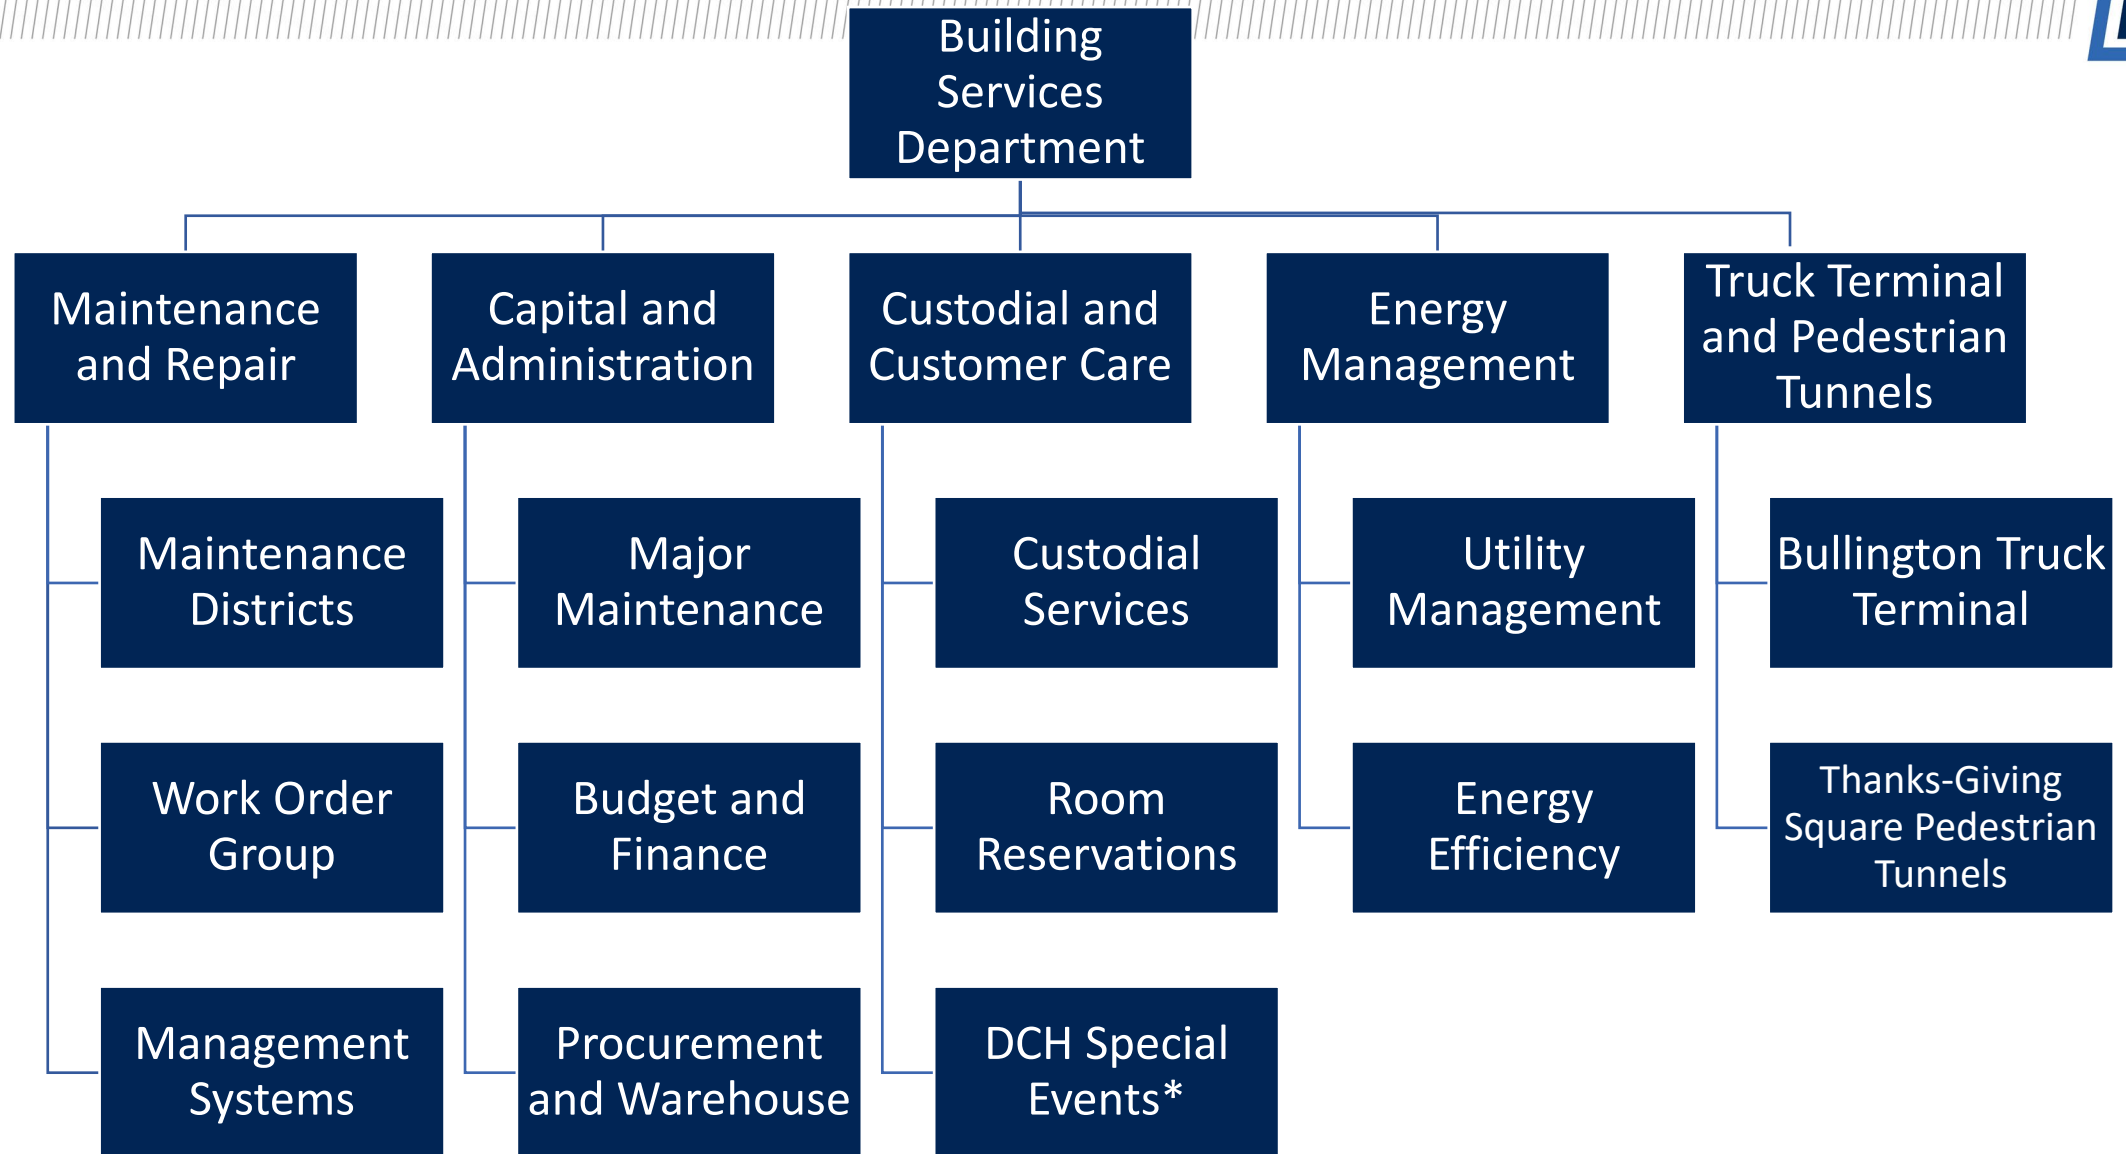 Building
Services
Department
Maintenance
and Repair
Capital and
Administration
Custodial and
Customer Care
Energy
Management
Truck Terminal
and Pedestrian
Tunnels
Maintenance
Districts
Major
Maintenance
Custodial
Services
Utility
Management
Bullington Truck
Terminal
Work Order
Group
Budget and
Finance
Room
Reservations
Energy
Efficiency
Thanks-Giving
Square Pedestrian
Tunnels
Management
Systems
Procurement
and Warehouse
DCH Special
Events*